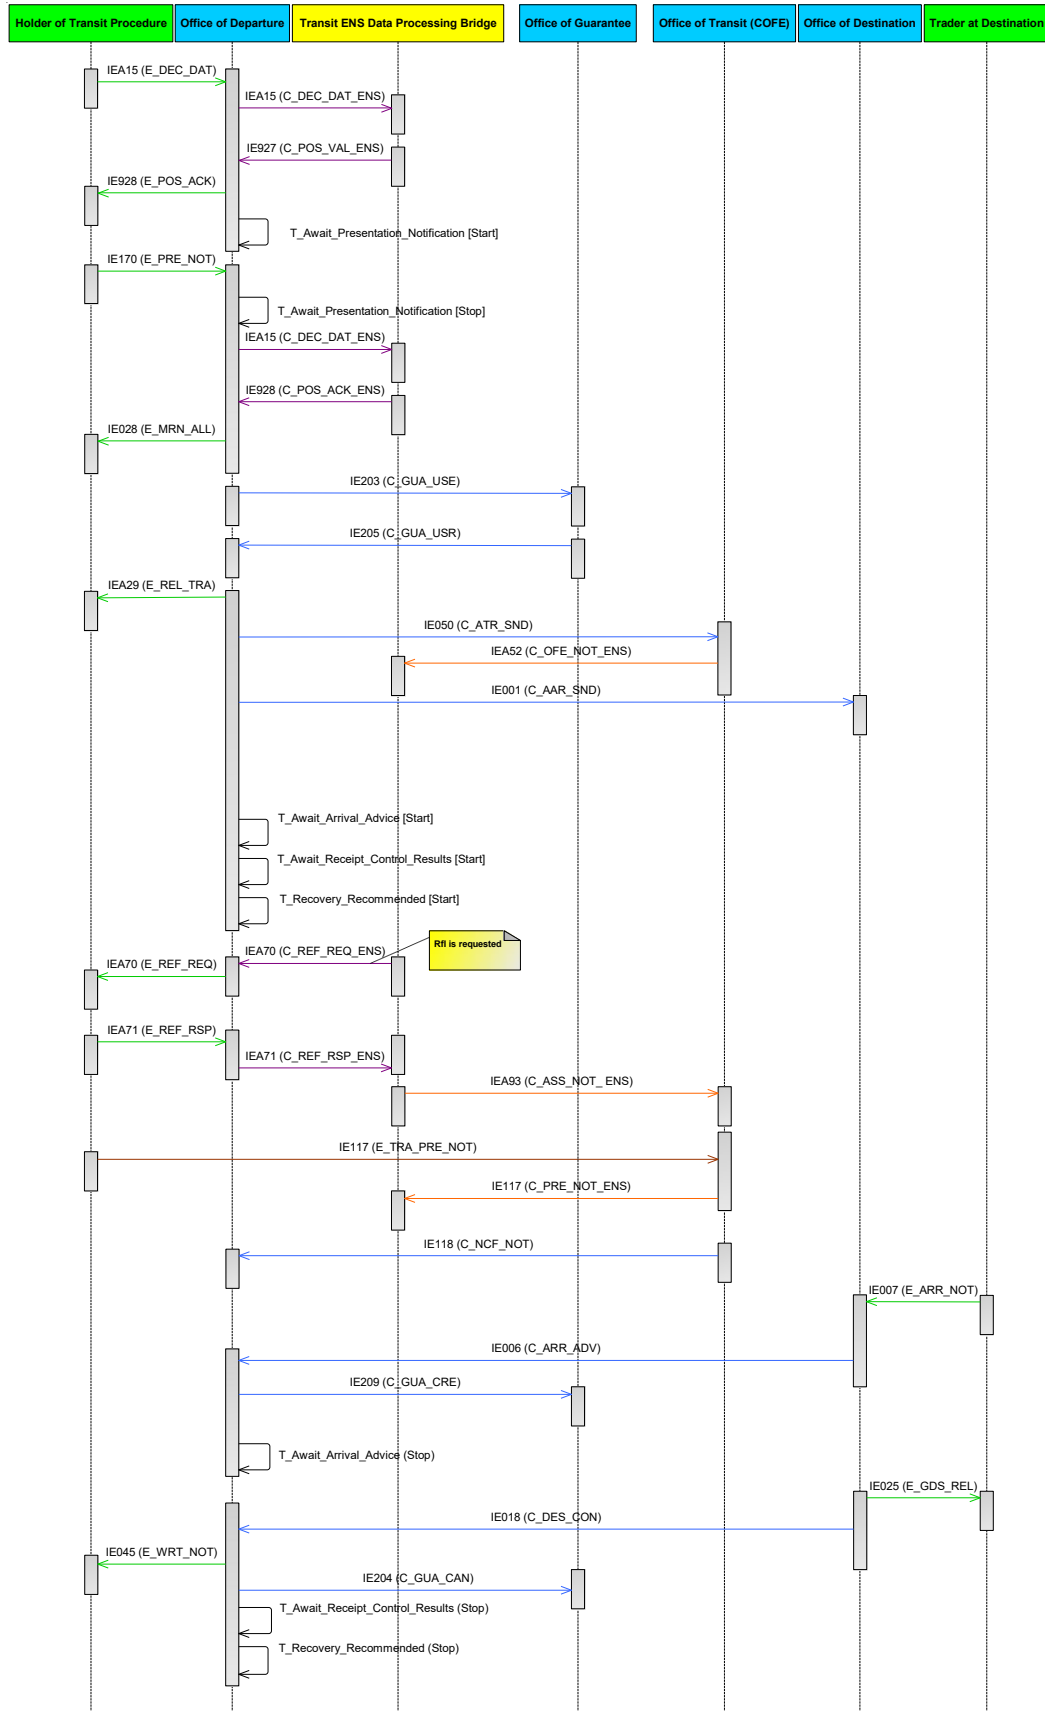 Holder of Transit Procedure
Office of Departure
Transit ENS Data Processing Bridge
Office of Guarantee
Office of Transit (COFE)
Office of Destination
Trader at Destination
IEA15 (E_DEC_DAT)
IEA15 (C_DEC_DAT_ENS)
IE927 (C_POS_VAL_ENS)
IE928 (E_POS_ACK)
T_Await_Presentation_Notification [Start]
IE170 (E_PRE_NOT)
T_Await_Presentation_Notification [Stop]
IEA15 (C_DEC_DAT_ENS)
IE928 (C_POS_ACK_ENS)
IE028 (E_MRN_ALL)
IE203 (C_GUA_USE)
IE205 (C_GUA_USR)
IEA29 (E_REL_TRA)
IE050 (C_ATR_SND)
IEA52 (C_OFE_NOT_ENS)
IE001 (C_AAR_SND)
T_Await_Arrival_Advice [Start]
T_Await_Receipt_Control_Results [Start]
T_Recovery_Recommended [Start]
RfI is requested
IEA70 (C_REF_REQ_ENS)
IEA70 (E_REF_REQ)
IEA71 (E_REF_RSP)
IEA71 (C_REF_RSP_ENS)
IEA93 (C_ASS_NOT_ ENS)
IE117 (E_TRA_PRE_NOT)
IE117 (C_PRE_NOT_ENS)
IE118 (C_NCF_NOT)
IE007 (E_ARR_NOT)
IE006 (C_ARR_ADV)
IE209 (C_GUA_CRE)
T_Await_Arrival_Advice (Stop)
IE025 (E_GDS_REL)
IE018 (C_DES_CON)
IE045 (E_WRT_NOT)
IE204 (C_GUA_CAN)
T_Await_Receipt_Control_Results (Stop)
T_Recovery_Recommended (Stop)